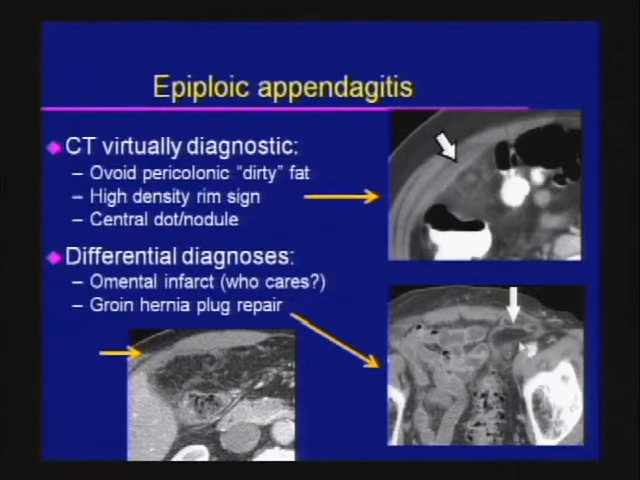 Epiploic appendagitis
CT virtually diagnostic:
– Ovoid pericolonic "dirty" fat
– High density rim sign
– Central dot/nodule
Differential diagnoses:
– Omental infarct (who cares?)
– Groin hernia plug repair